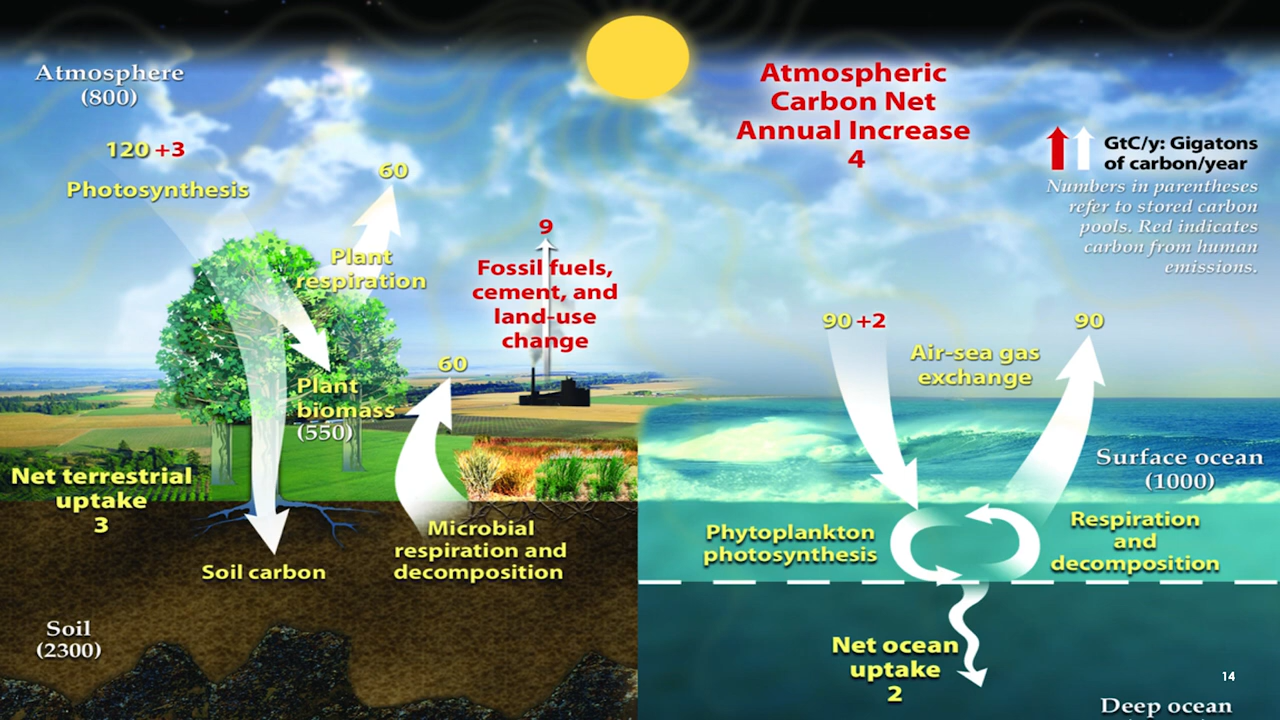 Atmosphere
(800)
120 +3
Photosynthesis
60
Plant
respiration
Plant
biomass
(550)
Net terrestrial
uptake
3
Soil carbon
Soil
(2300)
60
Microbial
respiration and
decomposition
9
Fossil fuels,
cement, and
land-use
change
Atmospheric
Carbon Net
Annual Increase
4
GtC/y: Gigatons
of carbon/year
Numbers in parentheses
refer to stored carbon
pools. Red indicates
carbon from human
emissions.
90 +2
90
Air-sea gas
exchange
Surface ocean
(1000)
Phytoplankton
photosynthesis
Respiration
and
decomposition
Net ocean
uptake
2
14
Deep ocean